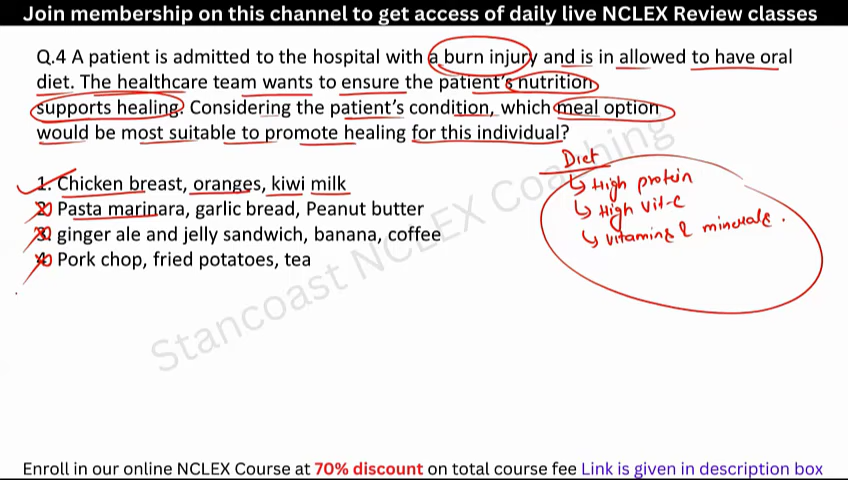 Join membership on this channel to get access of daily live NCLEX Review classes
Q.4 A patient is admitted to the hospital with a burn injury and is in allowed to have oral
diet. The healthcare team wants to ensure the patient's nutrition
supports healing. Considering the patient's condition, which meal option
would be most suitable to promote healing for this individual?
1. Chicken breast, oranges, kiwi milk
2. Pasta marinara, garlic bread, Peanut butter
3. ginger ale and jelly sandwich, banana, coffee
4. Pork chop, fried potatoes, tea
Diet
↳ High protein
↳ High Vit-C
↳ Vitamins & minerals.
Stancoast NCLEX Coaching
Enroll in our online NCLEX Course at 70% discount on total course fee Link is given in description box